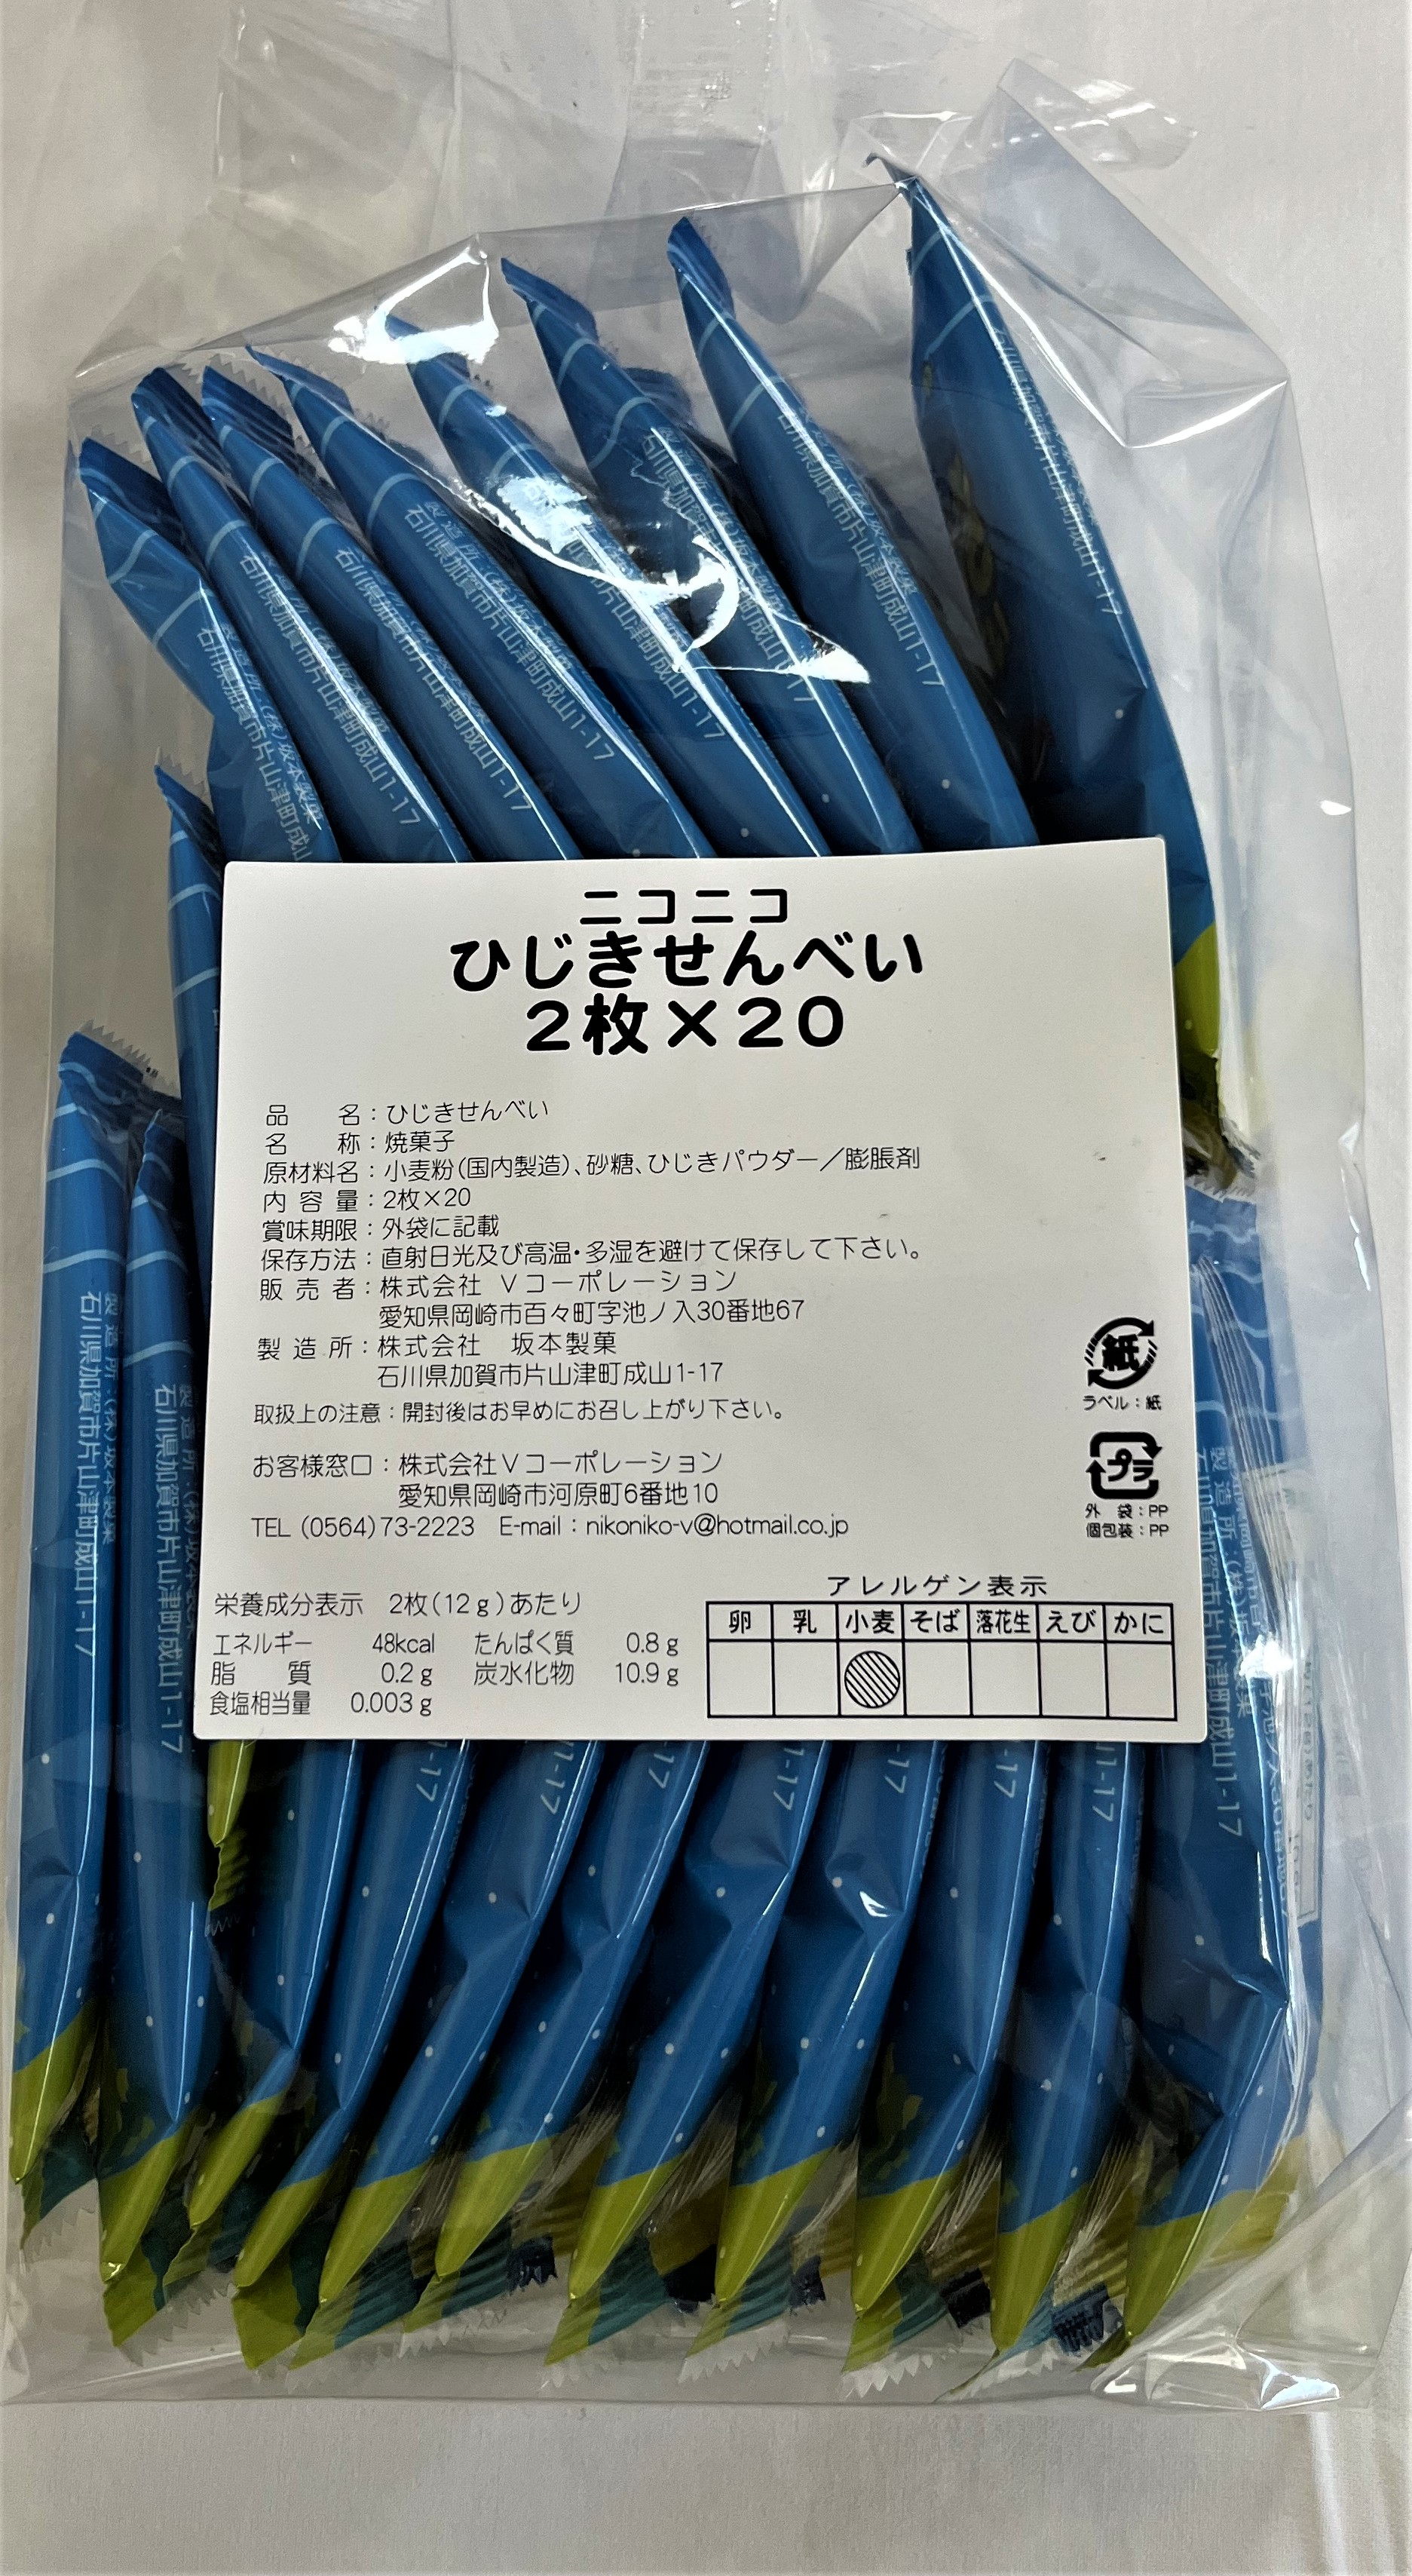 ニコニコ
ひじきせんべい
2枚×20
品名：ひじきせんべい
名称：焼菓子
原材料名：小麦粉(国内製造)、砂糖、ひじきパウダー／膨脹剤
内容量：2枚×20
賞味期限：外袋に記載
保存方法：直射日光及び高温・多湿を避けて保存して下さい。
販売者：株式会社 Vコーポレーション
愛知県岡崎市百々町字池ノ入30番地67
製造所：株式会社 坂本製菓
石川県加賀市片山津町成山1-17
取扱上の注意：開封後はお早めにお召し上がり下さい。
お客様窓口：株式会社Vコーポレーション
愛知県岡崎市河原町6番地10
TEL (0564)73-2223 E-mail：nikoniko-v@hotmail.co.jp
紙
ラベル：紙
プラ
外袋：PP
個包装：PP
栄養成分表示 2枚(12g)あたり
エネルギー 48kcal たんぱく質 0.8g
脂質 0.2g 炭水化物 10.9g
食塩相当量 0.003g
アレルゲン表示
卵 乳 小麦 そば 落花生 えび かに
製造所：(株)坂本製菓
石川県加賀市片山津町成山1-17